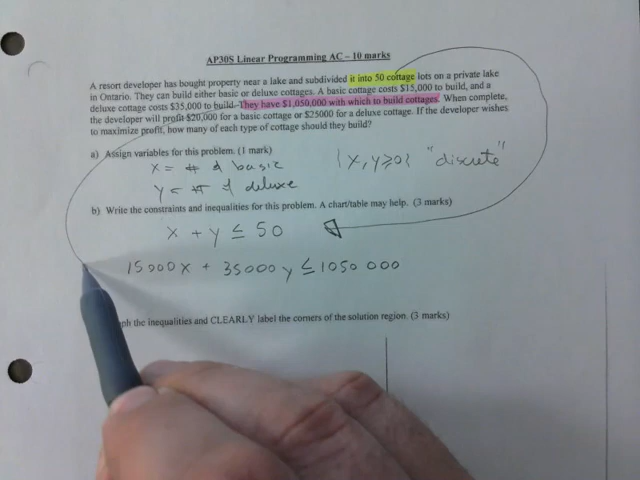 AP30S Linear Programming AC – 10 marks
A resort developer has bought property near a lake and subdivided it into 50 cottage lots on a private lake
in Ontario. They can build either basic or deluxe cottages. A basic cottage costs $15,000 to build, and a
deluxe cottage costs $35,000 to build. They have $1,050,000 with which to build cottages. When complete,
the developer will profit $20,000 for a basic cottage or $25000 for a deluxe cottage. If the developer wishes
to maximize profit, how many of each type of cottage should they build?
a) Assign variables for this problem. (1 mark)
x = # of basic {x, y ≥ 0} "discrete"
y = # of deluxe
b) Write the constraints and inequalities for this problem. A chart/table may help. (3 marks)
x + y ≤ 50
15000x + 35000y ≤ 1050 000
ph the inequalities and CLEARLY label the corners of the solution region. (3 marks)